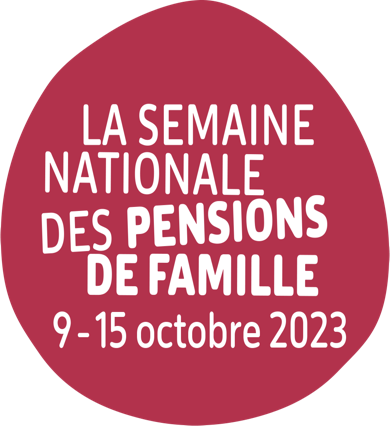 LA SEMAINE
NATIONALE
DES PENSIONS
DE FAMILLE
9-15 octobre 2023